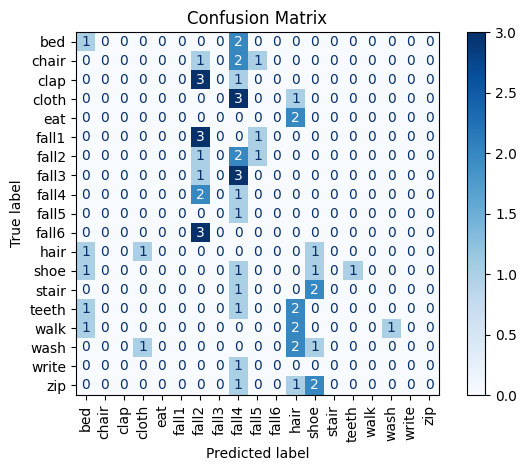 Confusion Matrix
True label
bed 1 0 0 0 0 0 0 0 2 0 0 0 0 0 0 0 0 0 0
chair 0 0 0 0 0 0 1 0 2 1 0 0 0 0 0 0 0 0 0
clap 0 0 0 0 0 0 3 0 1 0 0 0 0 0 0 0 0 0 0
cloth 0 0 0 0 0 0 0 0 3 0 0 1 0 0 0 0 0 0 0
eat 0 0 0 0 0 0 0 0 0 0 0 2 0 0 0 0 0 0 0
fall1 0 0 0 0 0 0 3 0 0 1 0 0 0 0 0 0 0 0 0
fall2 0 0 0 0 0 0 1 0 2 1 0 0 0 0 0 0 0 0 0
fall3 0 0 0 0 0 0 1 0 3 0 0 0 0 0 0 0 0 0 0
fall4 0 0 0 0 0 0 2 0 1 0 0 0 0 0 0 0 0 0 0
fall5 0 0 0 0 0 0 0 0 1 0 0 0 0 0 0 0 0 0 0
fall6 0 0 0 0 0 0 3 0 0 0 0 0 0 0 0 0 0 0 0
hair 1 0 0 1 0 0 0 0 0 0 0 0 1 0 0 0 0 0 0
shoe 1 0 0 0 0 0 0 0 1 0 0 0 1 0 1 0 0 0 0
stair 0 0 0 0 0 0 0 0 1 0 0 0 2 0 0 0 0 0 0
teeth 1 0 0 0 0 0 0 0 1 0 0 2 0 0 0 0 0 0 0
walk 1 0 0 0 0 0 0 0 0 0 0 2 0 0 0 0 1 0 0
wash 0 0 0 1 0 0 0 0 0 0 0 2 1 0 0 0 0 0 0
write 0 0 0 0 0 0 0 0 1 0 0 0 0 0 0 0 0 0 0
zip 0 0 0 0 0 0 0 0 1 0 0 1 2 0 0 0 0 0 0
bed chair clap cloth eat fall1 fall2 fall3 fall4 fall5 fall6 hair shoe stair teeth walk wash write zip
Predicted label
3.0
2.5
2.0
1.5
1.0
0.5
0.0